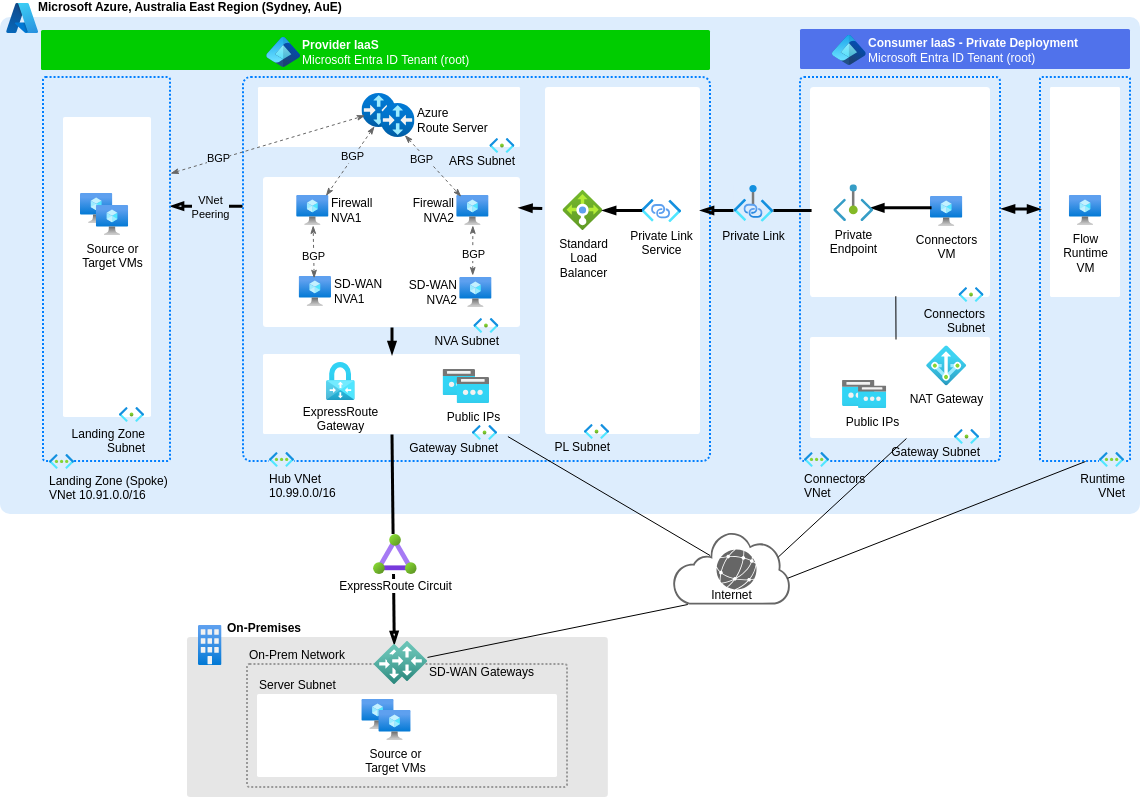 Microsoft Azure, Australia East Region (Sydney, AuE)
Provider IaaS
Microsoft Entra ID Tenant (root)
Consumer IaaS - Private Deployment
Microsoft Entra ID Tenant (root)
Azure
Route Server
ARS Subnet
BGP
BGP
BGP
VNet
Peering
Firewall
NVA1
Firewall
NVA2
BGP
BGP
SD-WAN
NVA1
SD-WAN
NVA2
NVA Subnet
Source or
Target VMs
Landing Zone
Subnet
Landing Zone (Spoke)
VNet 10.91.0.0/16
ExpressRoute
Gateway
Public IPs
Gateway Subnet
Hub VNet
10.99.0.0/16
Standard
Load
Balancer
Private Link
Service
PL Subnet
Private Link
Private
Endpoint
Connectors
VM
Connectors
Subnet
NAT Gateway
Public IPs
Gateway Subnet
Connectors
VNet
Flow
Runtime
VM
Runtime
VNet
Internet
ExpressRoute Circuit
On-Premises
On-Prem Network
SD-WAN Gateways
Server Subnet
Source or
Target VMs